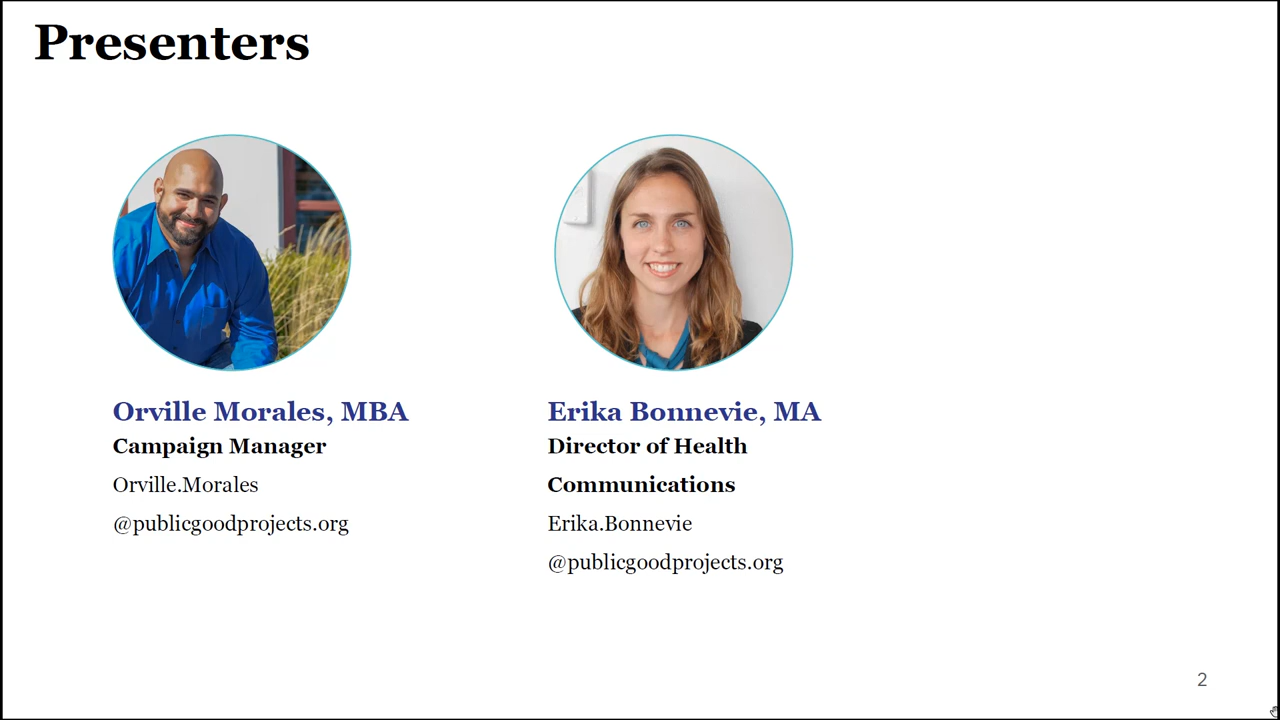 Presenters
Orville Morales, MBA
Campaign Manager
Orville.Morales
@publicgoodprojects.org
Erika Bonnevie, MA
Director of Health
Communications
Erika.Bonnevie
@publicgoodprojects.org
2